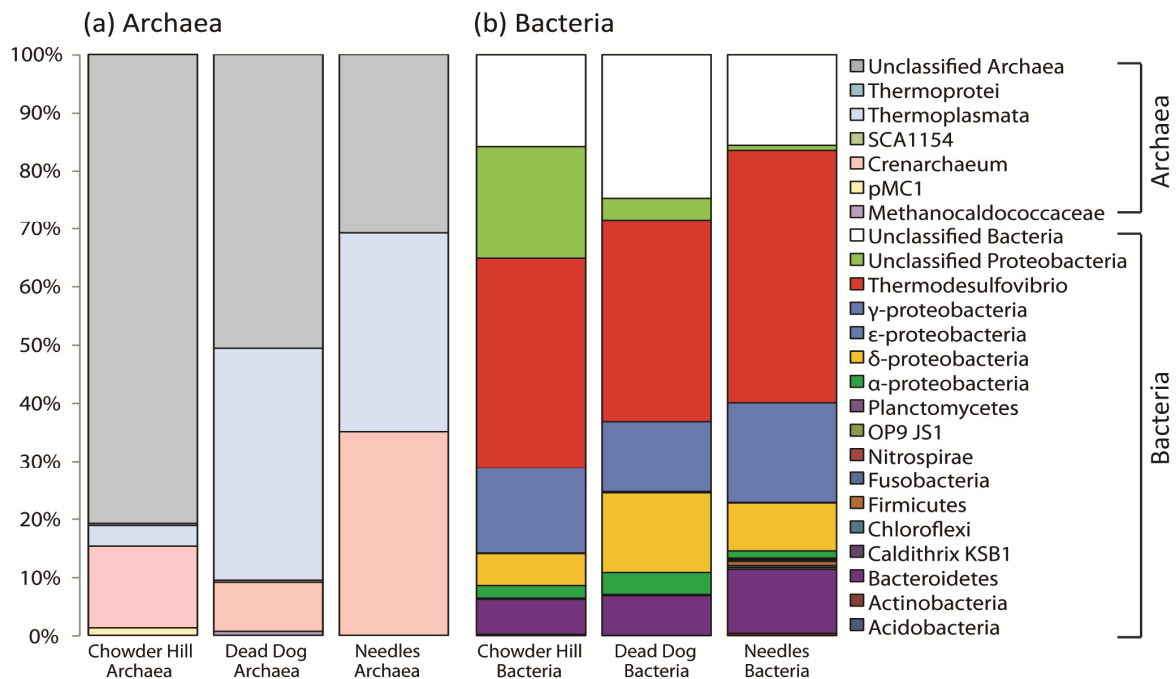 (a) Archaea
(b) Bacteria
100%
90%
80%
70%
60%
50%
40%
30%
20%
10%
0%
Chowder Hill
Archaea
Dead Dog
Archaea
Needles
Archaea
Chowder Hill
Bacteria
Dead Dog
Bacteria
Needles
Bacteria
Unclassified Archaea
Thermoprotei
Thermoplasmata
SCA1154
Crenarchaeum
pMC1
Methanocaldococcaceae
Unclassified Bacteria
Unclassified Proteobacteria
Thermodesulfovibrio
γ-proteobacteria
ε-proteobacteria
δ-proteobacteria
α-proteobacteria
Planctomycetes
OP9 JS1
Nitrospirae
Fusobacteria
Firmicutes
Chloroflexi
Caldithrix KSB1
Bacteroidetes
Actinobacteria
Acidobacteria
Archaea
Bacteria